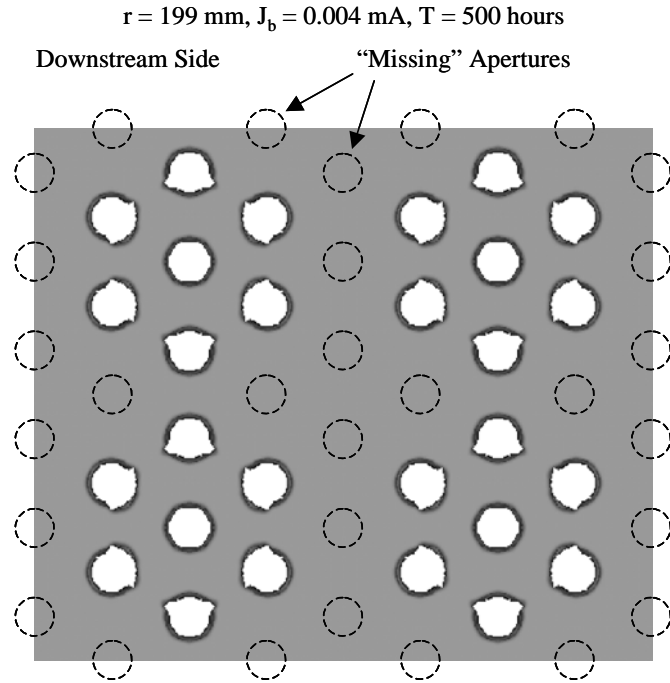 r = 199 mm, J_b = 0.004 mA, T = 500 hours
Downstream Side
“Missing” Apertures